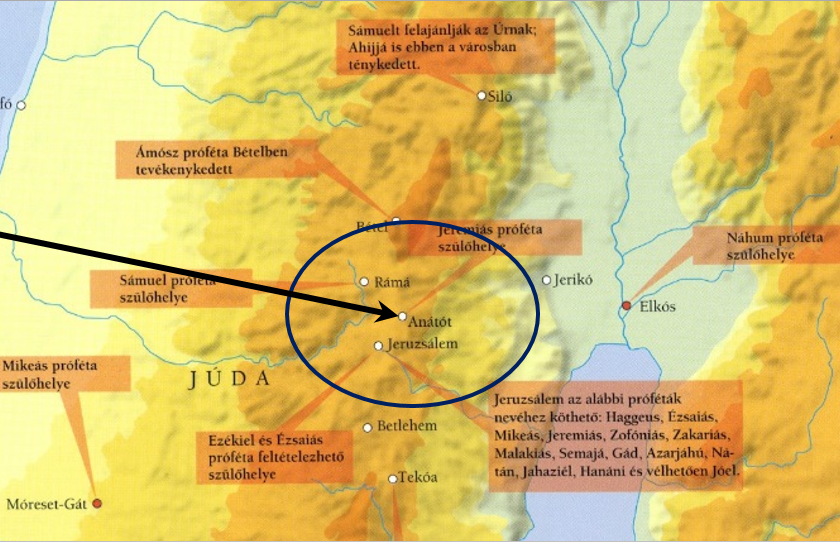 Sámuelt felajánlják az Úrnak;
Ahijjá is ebben a városban
ténykedett.
fó
Siló
Ámósz próféta Bételben
tevékenykedett
Bétel
Jeremiás próféta
szülőhelye
Náhum próféta
szülőhelye
Sámuel próféta
szülőhelye
Rámá
Jerikó
Elkós
Anátót
Jeruzsálem
Mikeás próféta
szülőhelye
JÚDA
Jeruzsálem az alábbi próféták
nevéhez köthető: Haggeus, Ézsaiás,
Mikeás, Jeremiás, Zofóniás, Zakariás,
Malakiás, Semajá, Gád, Azarjáhú, Ná-
tán, Jahaziél, Hanáni és vélhetően Jóel.
Betlehem
Ezékiel és Ézsaiás
próféta feltételezhető
szülőhelye
Tekóa
Móreset-Gát